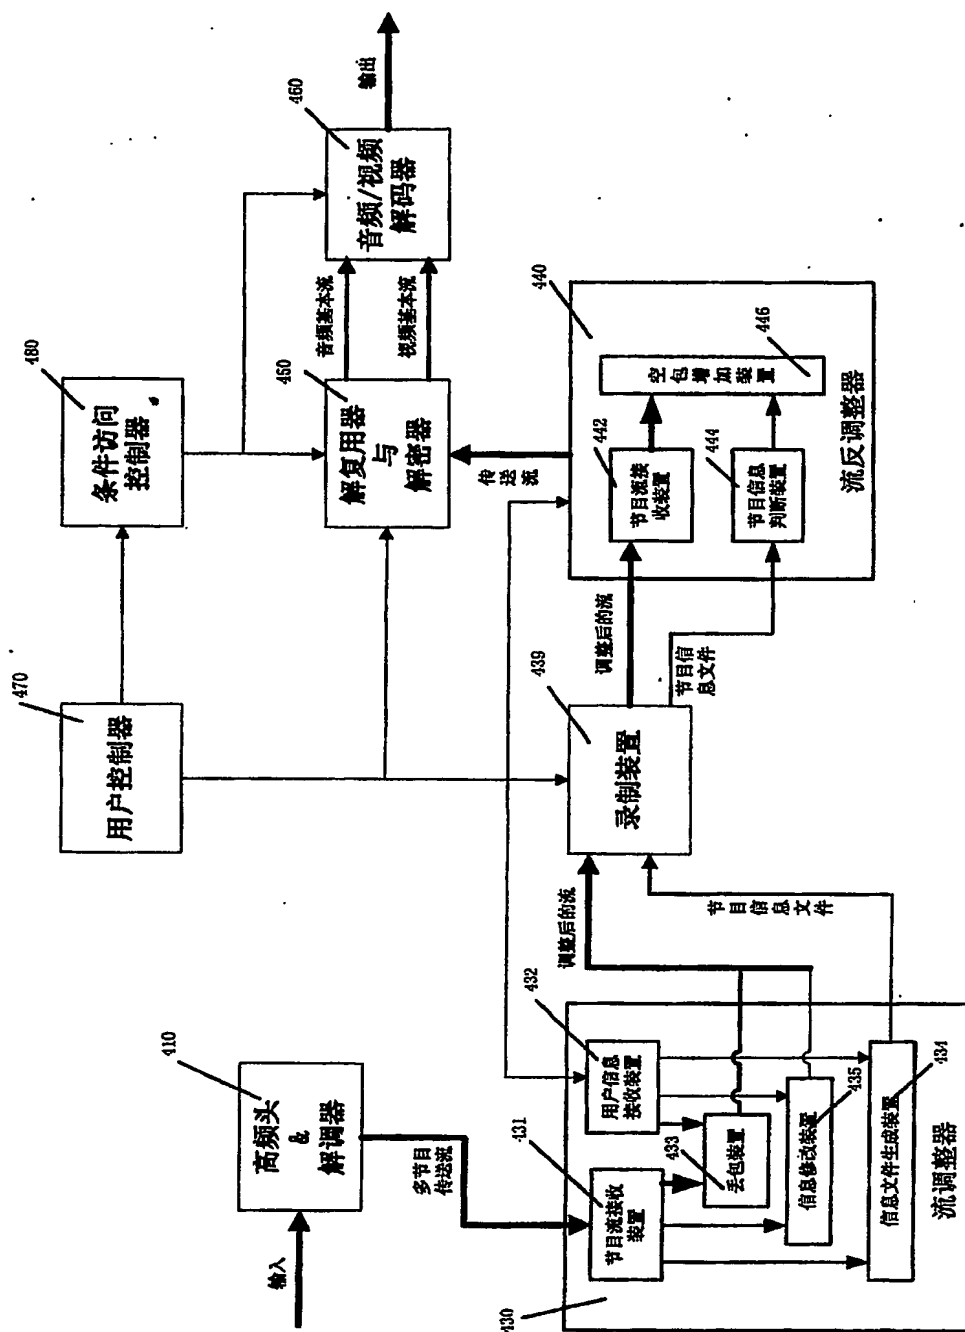 470
用户控制器
480
条件访问
控制器
410
高频头
&
解调器
输入
多节目
传送流
450
解复用器
与
解密器
音频基本流
视频基本流
460
音频/视频
解码器
输出
传送流
430
431
节目流接收
装置
432
用户信息
接收装置
433
丢包装置
435
信息修改装置
434
信息文件生成装置
流调整器
调整后的流
节目信息文件
439
录制装置
调整后的流
节目信
息文件
440
442
节目流接
收装置
444
节目信息
判断装置
446
空包增加装置
流反调整器